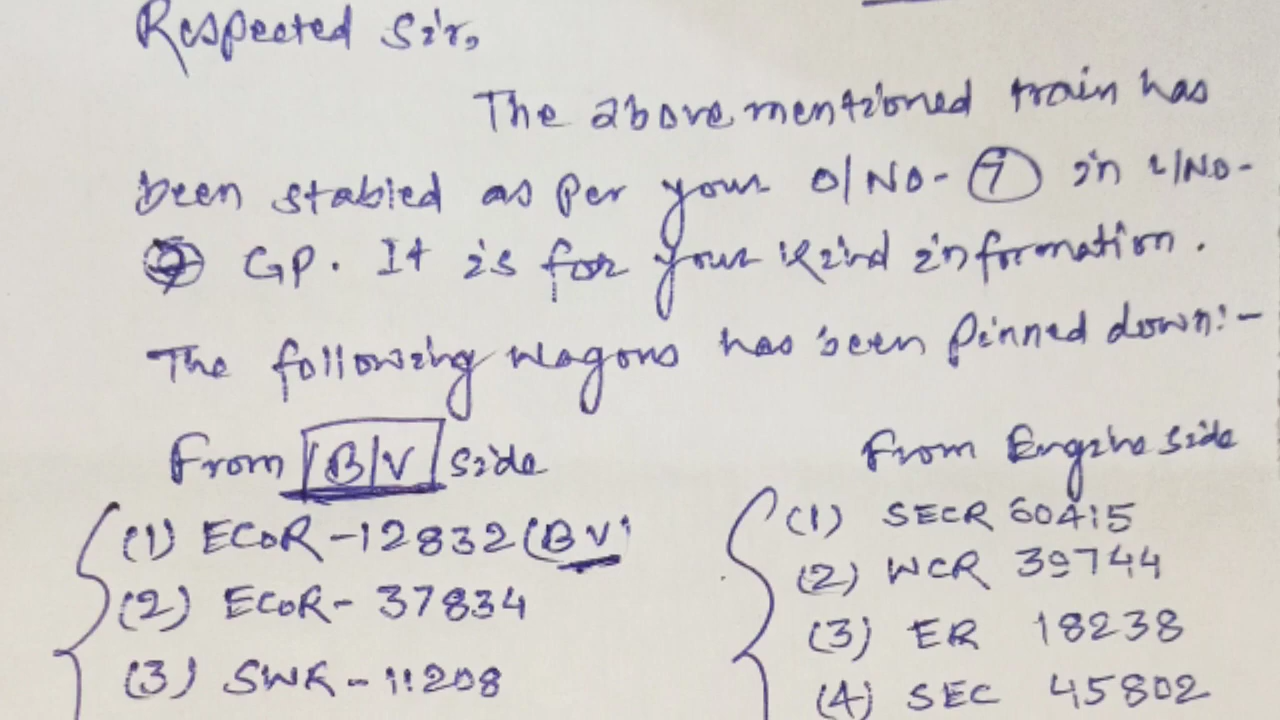 Respected Sir,
The above mentioned train has
been stabled as per your O/NO- 7 in L/NO-
GP. It is for your kind information.
The following wagons has been pinned down:-
From B/V side
From Engine side
(1) ECoR-12832 (BV)
(1) SECR 60415
(2) ECoR- 37834
(2) WCR 39744
(3) SWR-11208
(3) ER 18238
(4) SEC 45802